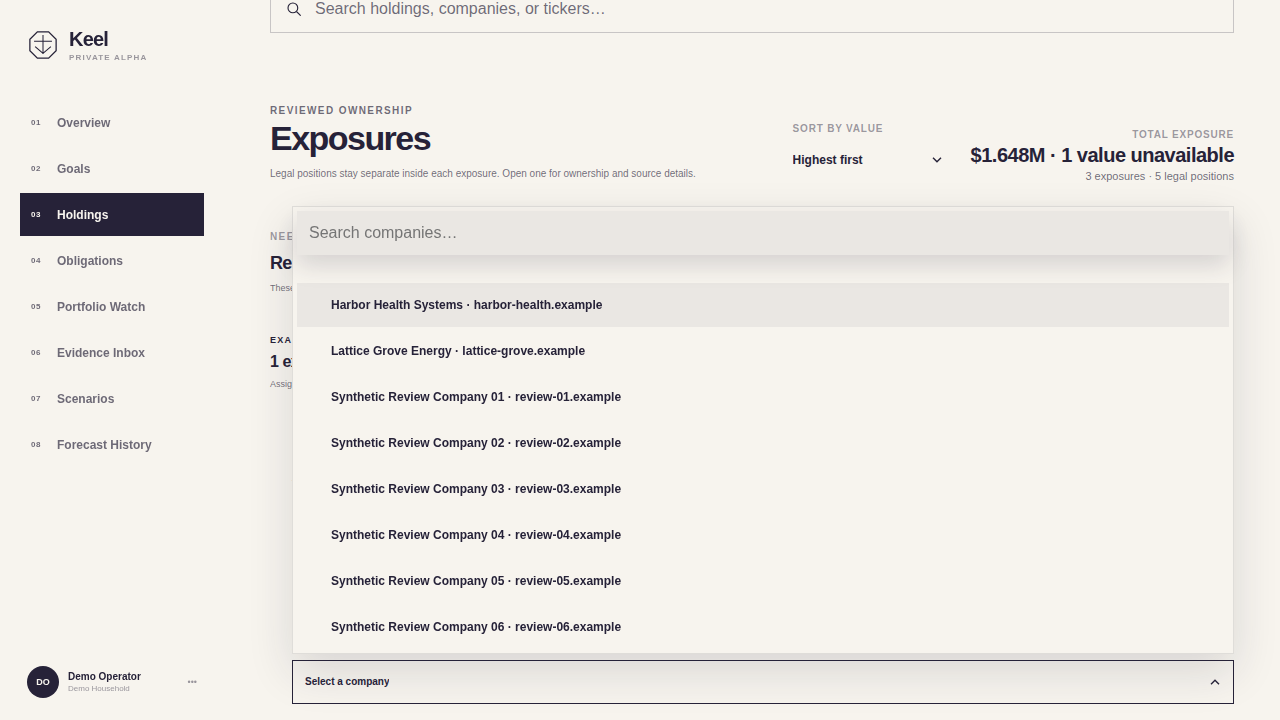 Keel
PRIVATE ALPHA
01 Overview
02 Goals
03 Holdings
04 Obligations
05 Portfolio Watch
06 Evidence Inbox
07 Scenarios
08 Forecast History
DO
Demo Operator
Demo Household
···
Search holdings, companies, or tickers…
REVIEWED OWNERSHIP
Exposures
Legal positions stay separate inside each exposure. Open one for ownership and source details.
SORT BY VALUE
Highest first
TOTAL EXPOSURE
$1.648M · 1 value unavailable
3 exposures · 5 legal positions
NEE
Re
These
EXA
1 e
Assig
Search companies…
Harbor Health Systems · harbor-health.example
Lattice Grove Energy · lattice-grove.example
Synthetic Review Company 01 · review-01.example
Synthetic Review Company 02 · review-02.example
Synthetic Review Company 03 · review-03.example
Synthetic Review Company 04 · review-04.example
Synthetic Review Company 05 · review-05.example
Synthetic Review Company 06 · review-06.example
Select a company